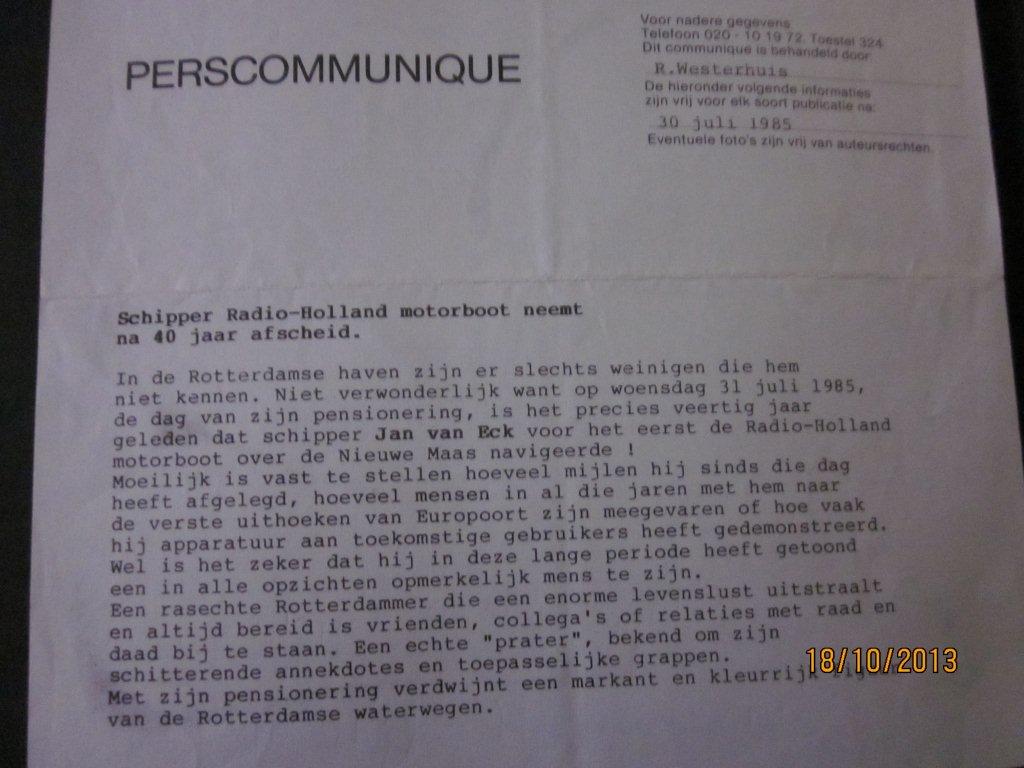 PERSCOMMUNIQUE
Voor nadere gegevens
Telefoon 020 - 10 19 72. Toestel 324
Dit communique is behandeld door
R.Westerhuis
De hieronder volgende informaties
zijn vrij voor elk soort publicatie na:
30 juli 1985
Eventuele foto's zijn vrij van auteursrechten.
Schipper Radio-Holland motorboot neemt
na 40 jaar afscheid.
In de Rotterdamse haven zijn er slechts weinigen die hem
niet kennen. Niet verwonderlijk want op woensdag 31 juli 1985,
de dag van zijn pensionering, is het precies veertig jaar
geleden dat schipper Jan van Eck voor het eerst de Radio-Holland
motorboot over de Nieuwe Maas navigeerde !
Moeilijk is vast te stellen hoeveel mijlen hij sinds die dag
heeft afgelegd, hoeveel mensen in al die jaren met hem naar
de verste uithoeken van Europoort zijn meegevaren of hoe vaak
hij apparatuur aan toekomstige gebruikers heeft gedemonstreerd.
Wel is het zeker dat hij in deze lange periode heeft getoond
een in alle opzichten opmerkelijk mens te zijn.
Een rasechte Rotterdammer die een enorme levenslust uitstraalt
en altijd bereid is vrienden, collega's of relaties met raad en
daad bij te staan. Een echte "prater", bekend om zijn
schitterende annekdotes en toepasselijke grappen.
Met zijn pensionering verdwijnt een markant en kleurrijk
van de Rotterdamse waterwegen.
18/10/2013